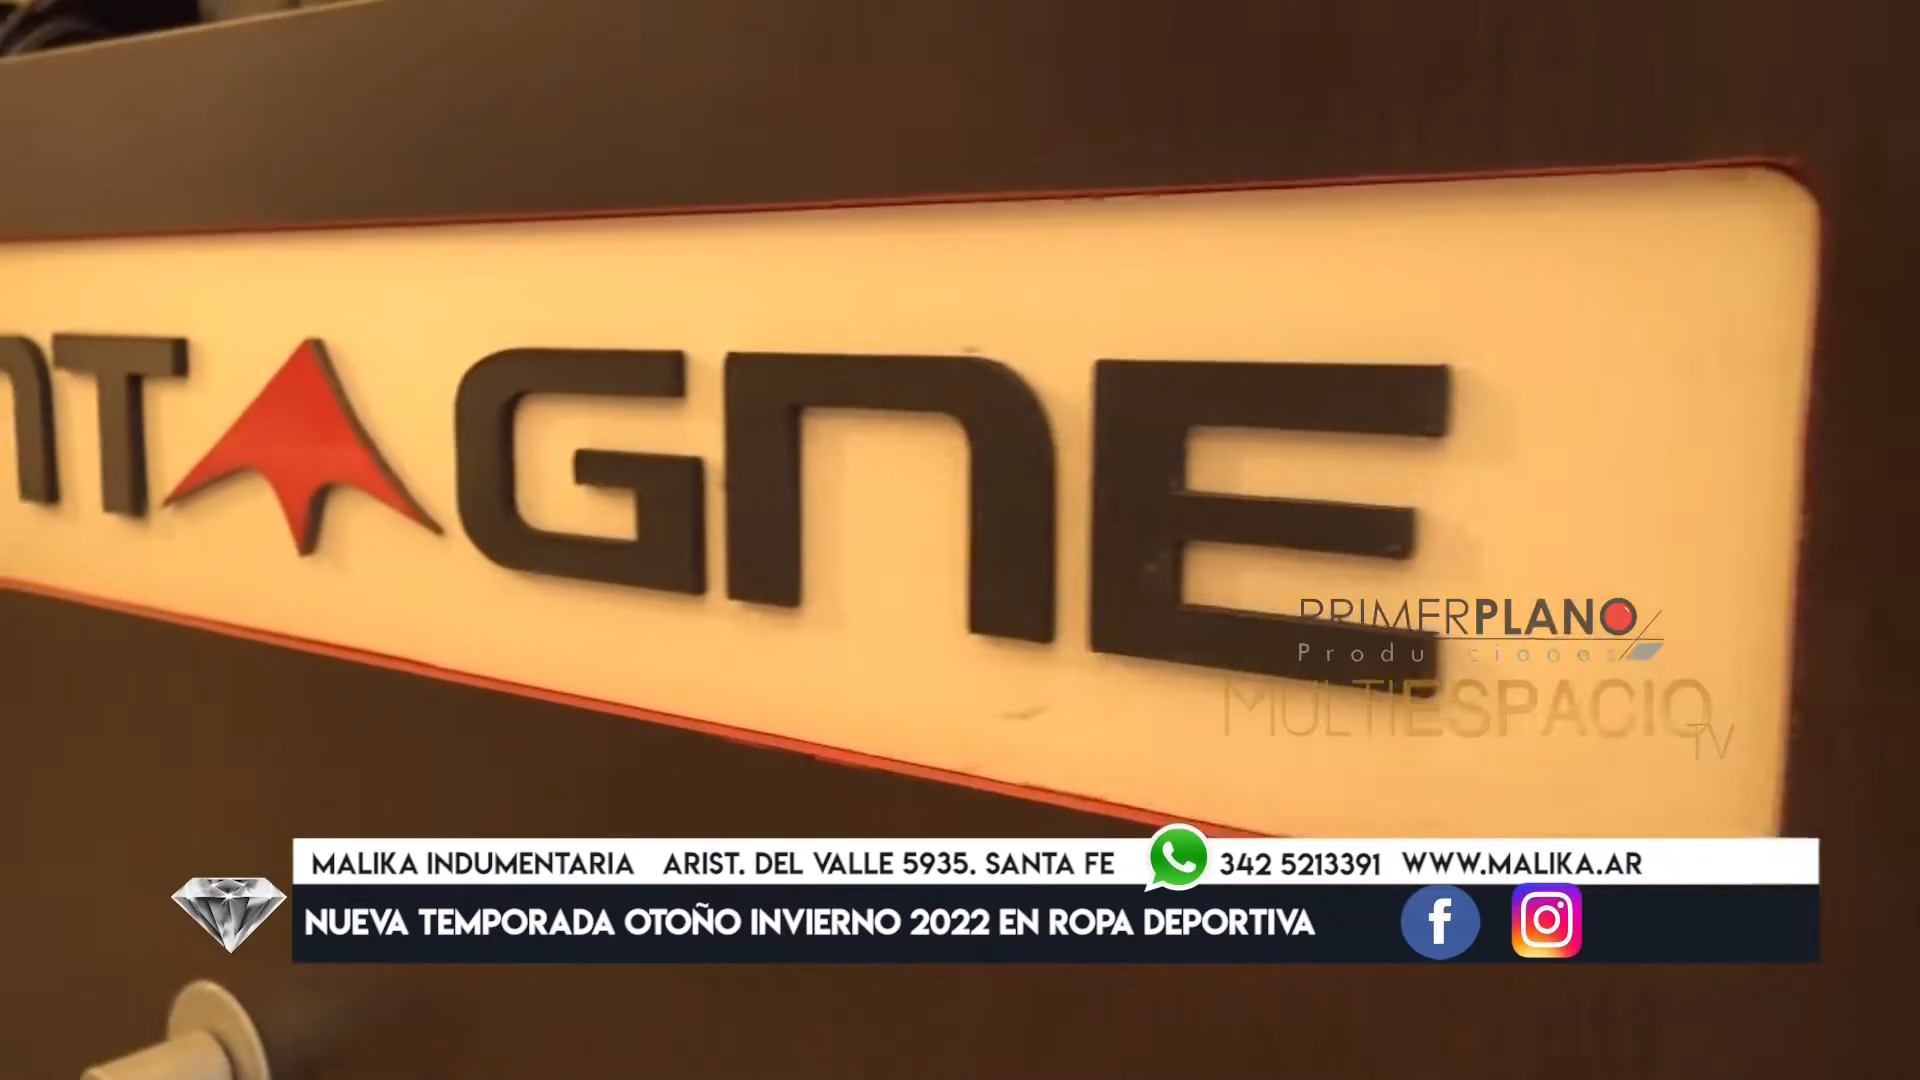 NTAGNE
PRIMERPLANO
Producciones
MULTIESPACIO
TV
MALIKA INDUMENTARIA ARIST. DEL VALLE 5935. SANTA FE 342 5213391 WWW.MALIKA.AR
NUEVA TEMPORADA OTOÑO INVIERNO 2022 EN ROPA DEPORTIVA